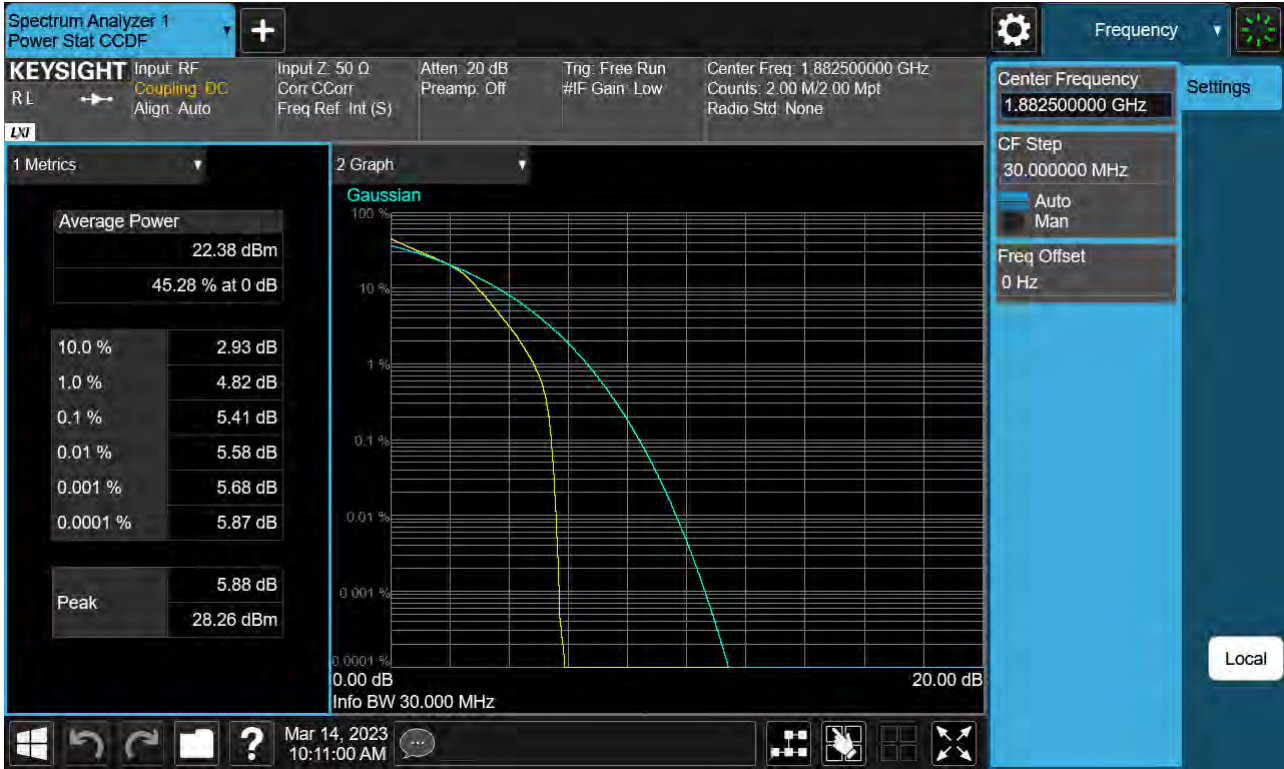 Spectrum Analyzer 1
Power Stat CCDF
+
Frequency
KEYSIGHT
R L
LXI
Input: RF
Coupling: DC
Align: Auto
Input Z: 50 Ω
Corr CCorr
Freq Ref: Int (S)
Atten: 20 dB
Preamp: Off
Trig: Free Run
#IF Gain: Low
Center Freq: 1.882500000 GHz
Counts: 2.00 M/2.00 Mpt
Radio Std: None
Center Frequency
1.882500000 GHz
Settings
CF Step
30.000000 MHz
Auto
Man
Freq Offset
0 Hz
Local
1 Metrics
Average Power
22.38 dBm
45.28 % at 0 dB
10.0 % 2.93 dB
1.0 % 4.82 dB
0.1 % 5.41 dB
0.01 % 5.58 dB
0.001 % 5.68 dB
0.0001 % 5.87 dB
Peak
5.88 dB
28.26 dBm
2 Graph
Gaussian
100 %
10 %
1 %
0.1 %
0.01 %
0.001 %
0.0001 %
0.00 dB 20.00 dB
Info BW 30.000 MHz
?
Mar 14, 2023
10:11:00 AM